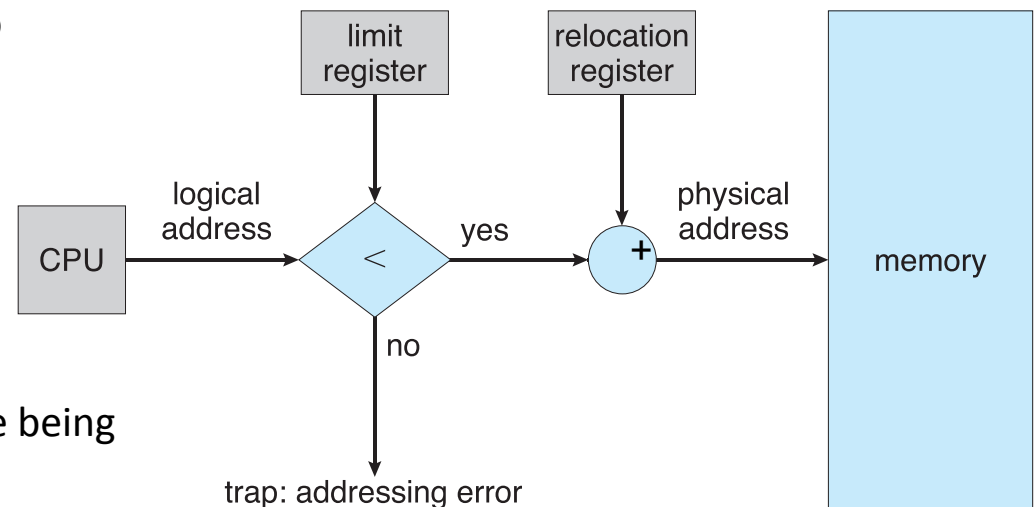 )
limit
register
relocation
register
logical
address
physical
address
CPU
<
yes
+
memory
no
e being
trap: addressing error